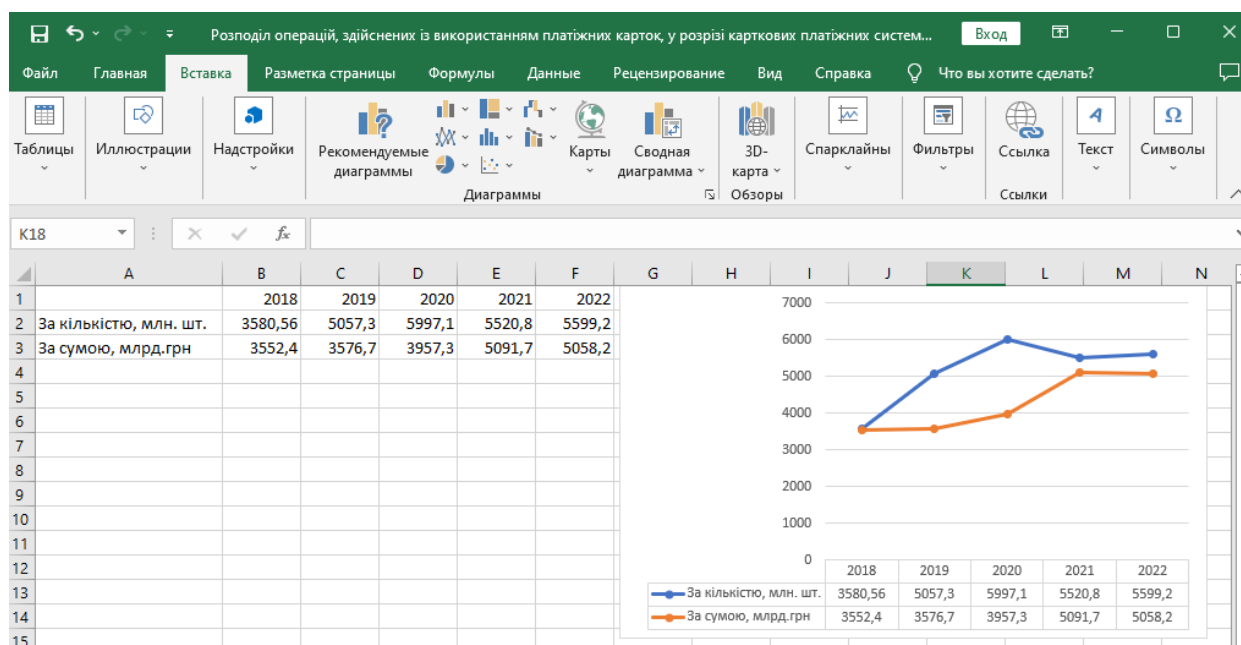 Розподіл операцій, здійснених із використанням платіжних карток, у розрізі карткових платіжних систем... Вход
Файл Главная Вставка Разметка страницы Формулы Данные Рецензирование Вид Справка Что вы хотите сделать?
Таблицы Иллюстрации Надстройки Рекомендуемые диаграммы Карты Сводная диаграмма 3D-карта Спарклайны Фильтры Ссылка Текст Символы
Диаграммы Обзоры Ссылки
K18 fx
A B C D E F G H I J K L M N
1 2018 2019 2020 2021 2022
2 За кількістю, млн. шт. 3580,56 5057,3 5997,1 5520,8 5599,2
3 За сумою, млрд.грн 3552,4 3576,7 3957,3 5091,7 5058,2
4
5
6
7
8
9
10
11
12
13
14
15
7000
6000
5000
4000
3000
2000
1000
0
2018 2019 2020 2021 2022
За кількістю, млн. шт. 3580,56 5057,3 5997,1 5520,8 5599,2
За сумою, млрд.грн 3552,4 3576,7 3957,3 5091,7 5058,2